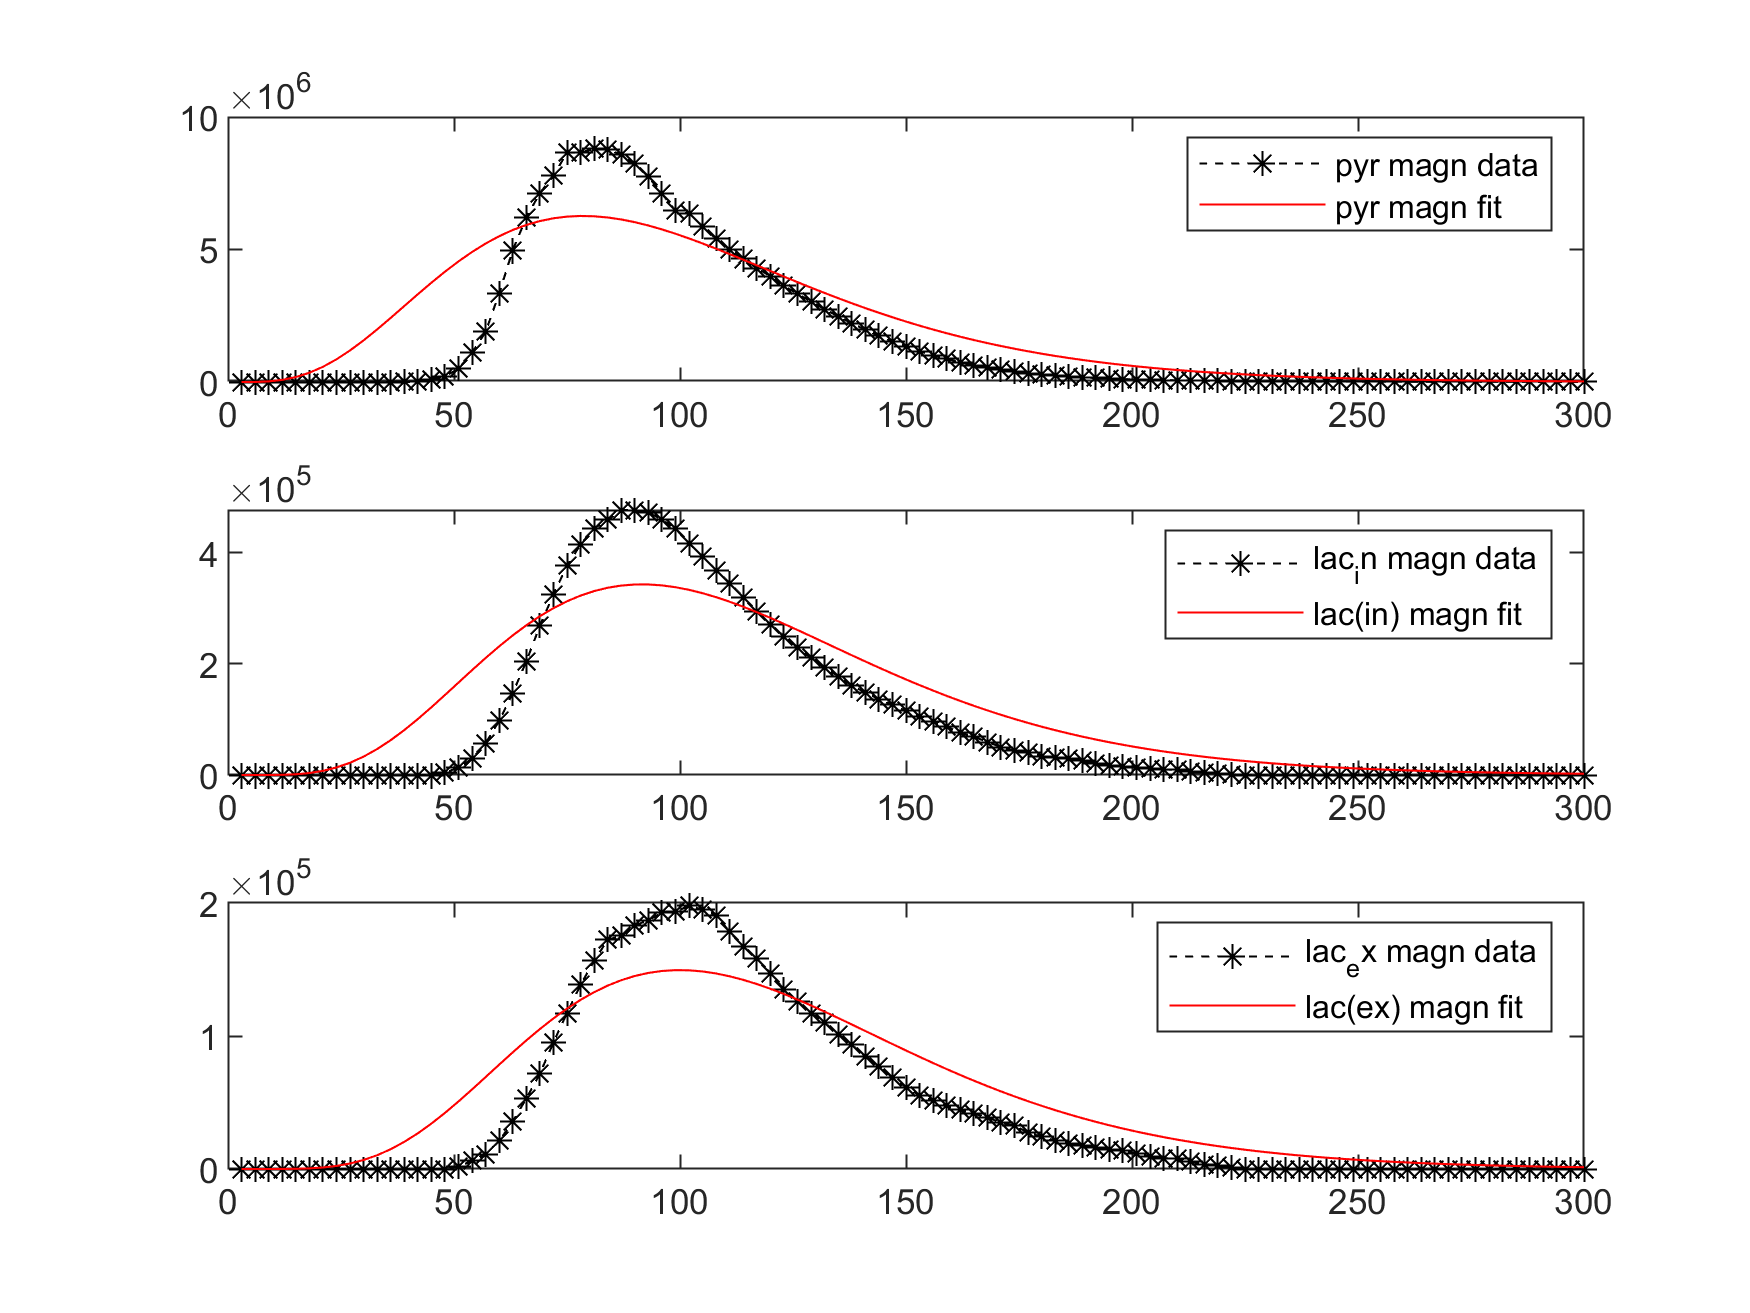 ×10^6
10
5
0
0 50 100 150 200 250 300
pyr magn data
pyr magn fit
×10^5
4
2
0
0 50 100 150 200 250 300
lac_in magn data
lac(in) magn fit
×10^5
2
1
0
0 50 100 150 200 250 300
lac_ex magn data
lac(ex) magn fit